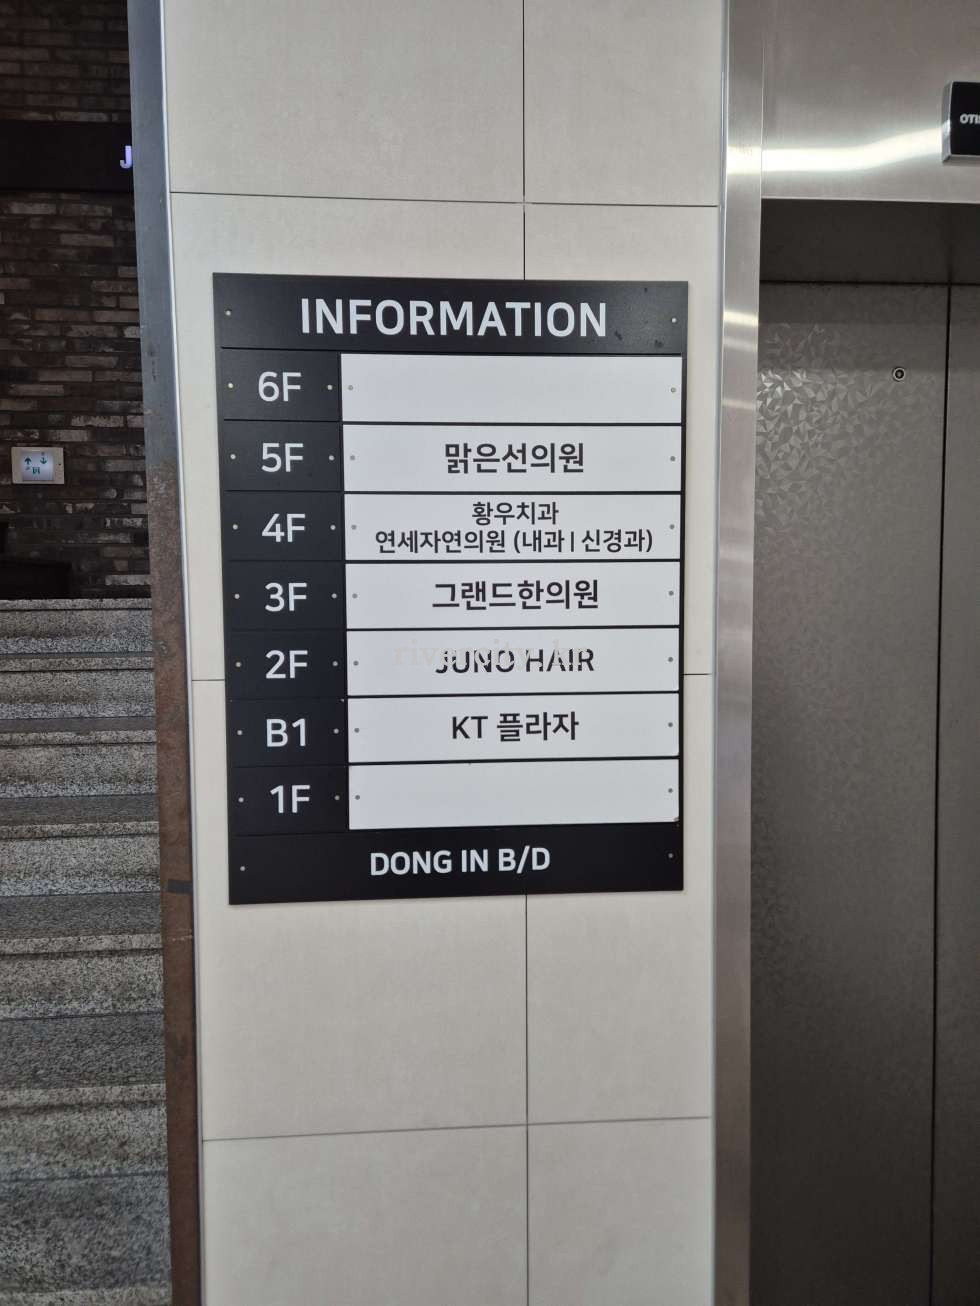 J
OTI
INFORMATION
6F
5F 맑은선의원
4F 황우치과
연세자연의원 (내과 | 신경과)
3F 그랜드한의원
2F JUNO HAIR
B1 KT 플라자
1F
DONG IN B/D